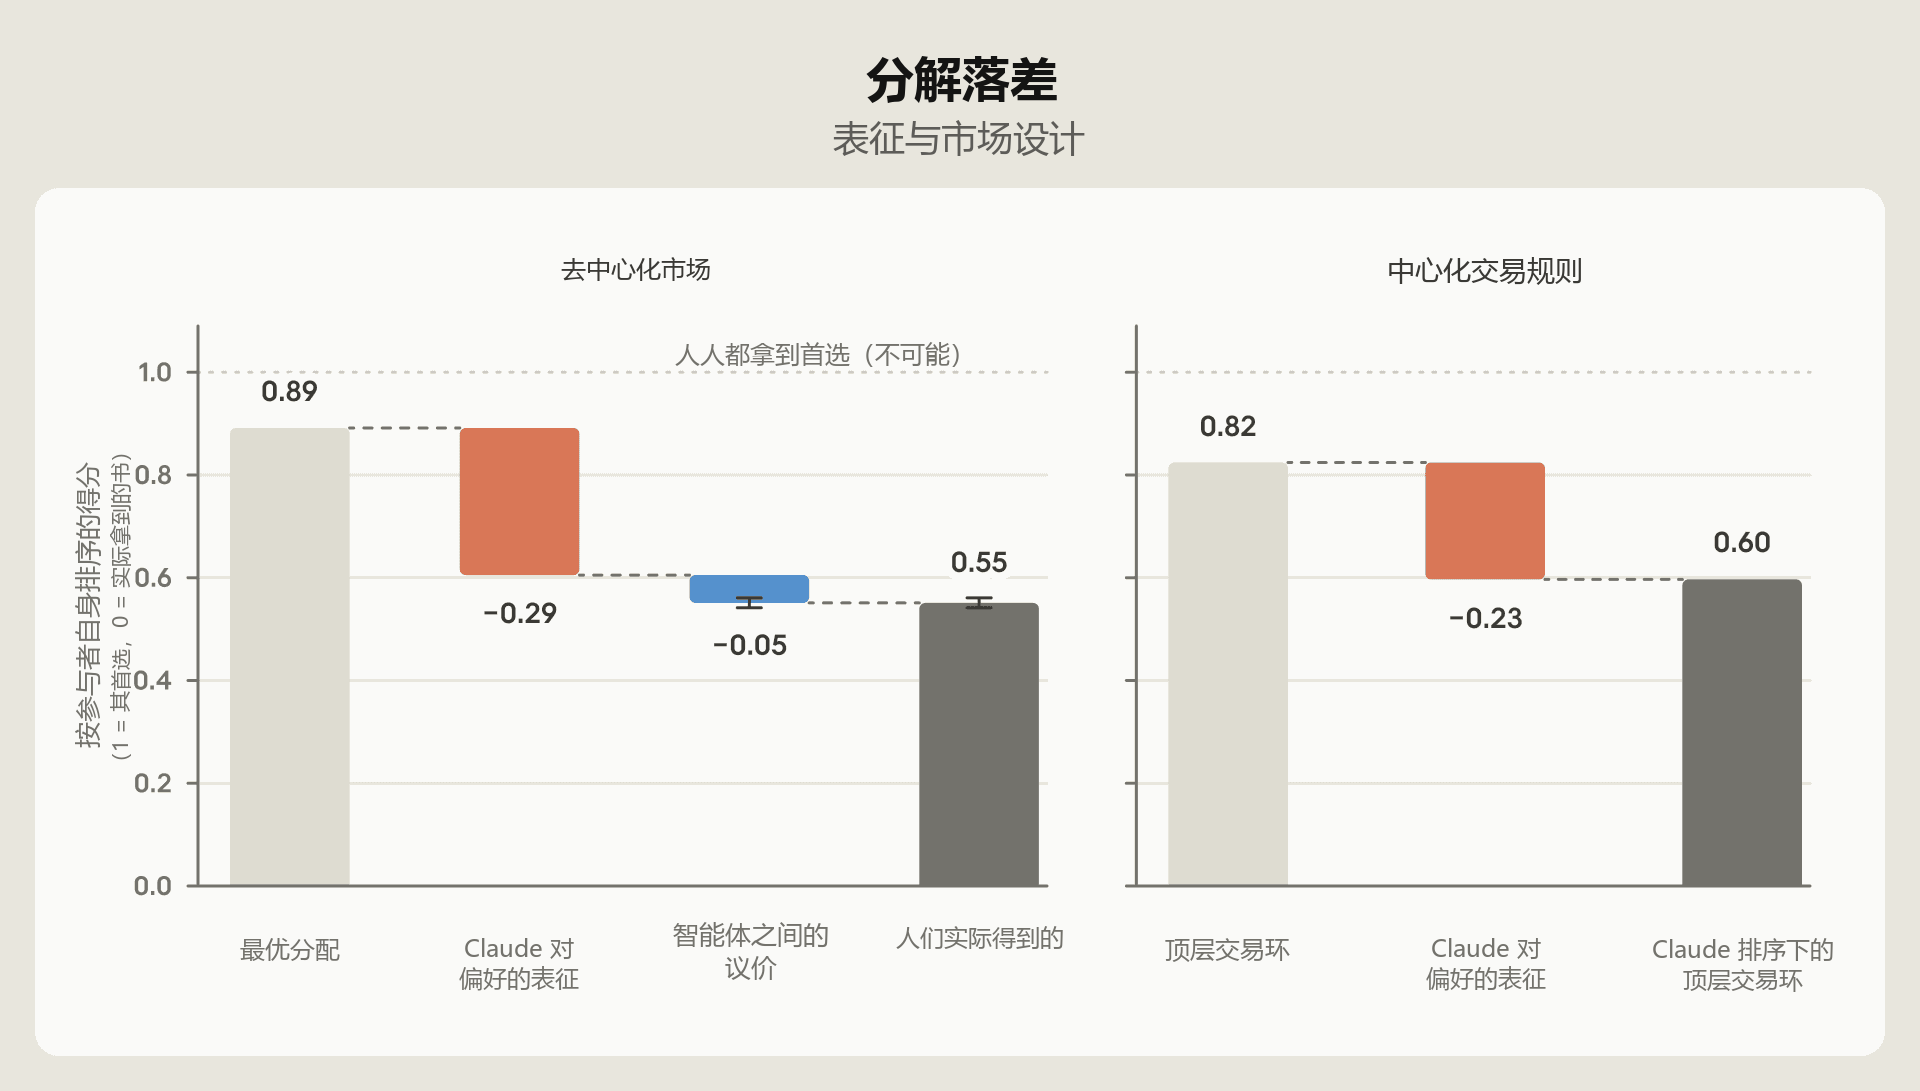 分解落差
表征与市场设计
去中心化市场
人人都拿到首选（不可能）
按参与者自身排序的得分
（1 = 其首选，0 = 实际拿到的书）
1.0
0.8
0.6
0.4
0.2
0.0
0.89
−0.29
−0.05
0.55
最优分配
Claude 对
偏好的表征
智能体之间的
议价
人们实际得到的
中心化交易规则
0.82
−0.23
0.60
顶层交易环
Claude 对
偏好的表征
Claude 排序下的
顶层交易环